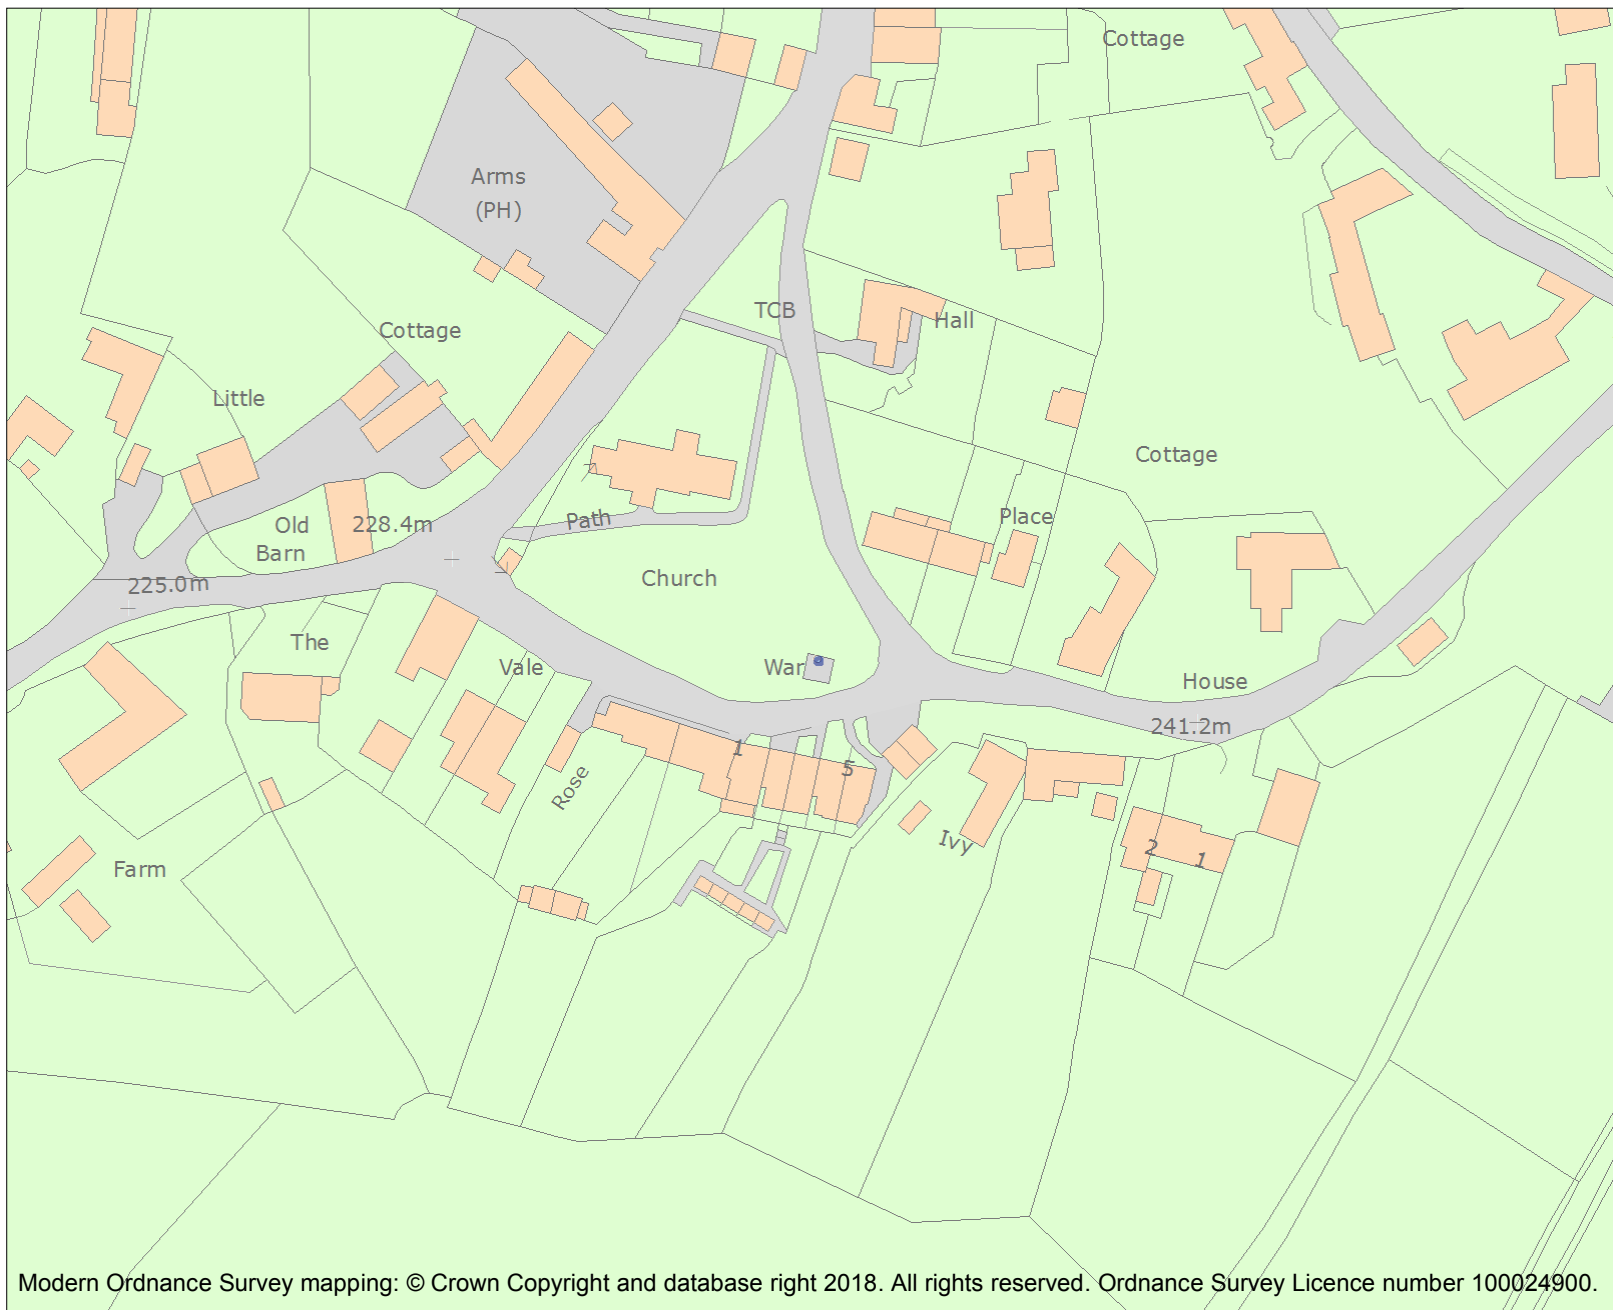 Cottage
Arms
(PH)
TCB
Hall
Cottage
Little
Cottage
Place
Path
Old
Barn
228.4m
Church
225.0m
The
Vale
War
House
241.2m
1
5
Rose
Ivy
2
1
Farm
Modern Ordnance Survey mapping: © Crown Copyright and database right 2018. All rights reserved. Ordnance Survey Licence number 100024900.